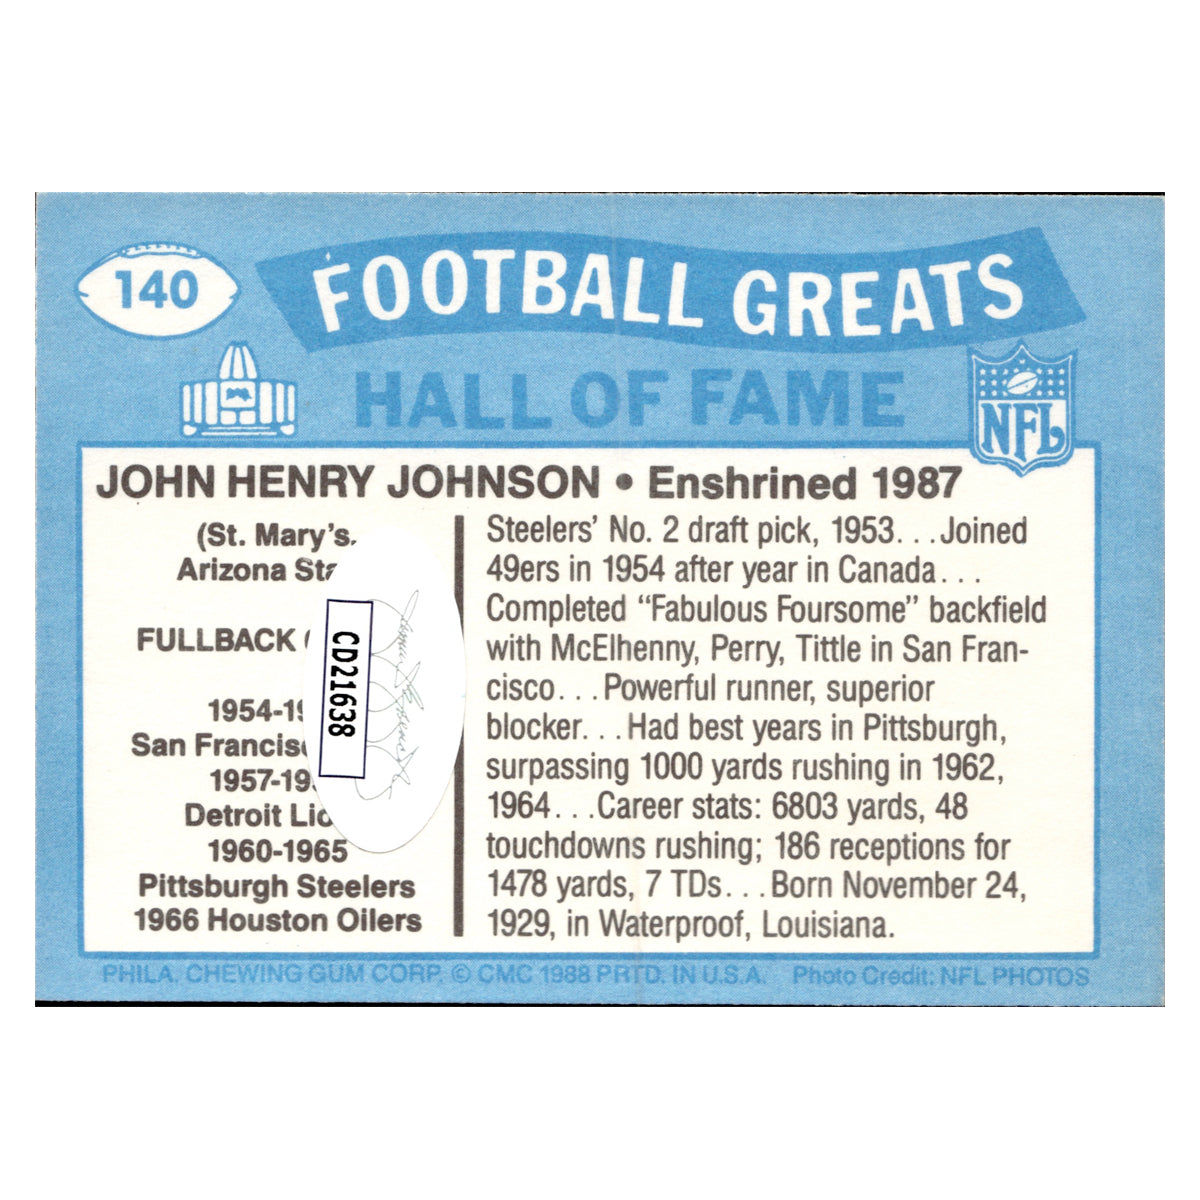 140
FOOTBALL GREATS
HALL OF FAME
NFL
JOHN HENRY JOHNSON • Enshrined 1987
(St. Mary's,
Arizona Sta
FULLBACK
1954-19
San Francis
1957-19
Detroit Lio
1960-1965
Pittsburgh Steelers
1966 Houston Oilers
CD21638
Steelers' No. 2 draft pick, 1953. . .Joined
49ers in 1954 after year in Canada. . .
Completed "Fabulous Foursome" backfield
with McElhenny, Perry, Tittle in San Fran-
cisco. . .Powerful runner, superior
blocker. . .Had best years in Pittsburgh,
surpassing 1000 yards rushing in 1962,
1964. . .Career stats: 6803 yards, 48
touchdowns rushing; 186 receptions for
1478 yards, 7 TDs. . .Born November 24,
1929, in Waterproof, Louisiana.
PHILA. CHEWING GUM CORP. © CMC 1988 PRTD. IN U.S.A. Photo Credit: NFL PHOTOS